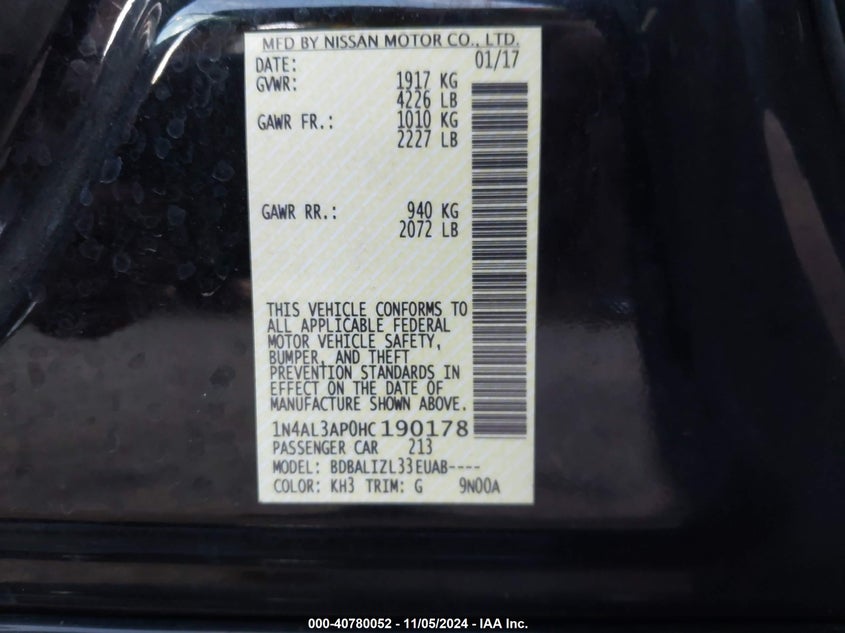 MFD BY NISSAN MOTOR CO., LTD.
DATE: 01/17
GVWR: 1917 KG
4226 LB
GAWR FR.: 1010 KG
2227 LB
GAWR RR.: 940 KG
2072 LB
THIS VEHICLE CONFORMS TO
ALL APPLICABLE FEDERAL
MOTOR VEHICLE SAFETY,
BUMPER, AND THEFT
PREVENTION STANDARDS IN
EFFECT ON THE DATE OF
MANUFACTURE SHOWN ABOVE.
1N4AL3AP0HC190178
PASSENGER CAR 213
MODEL: BDBALIZL33EUAB----
COLOR: KH3 TRIM: G 9N00A
000-40780052 - 11/05/2024 - IAA Inc.